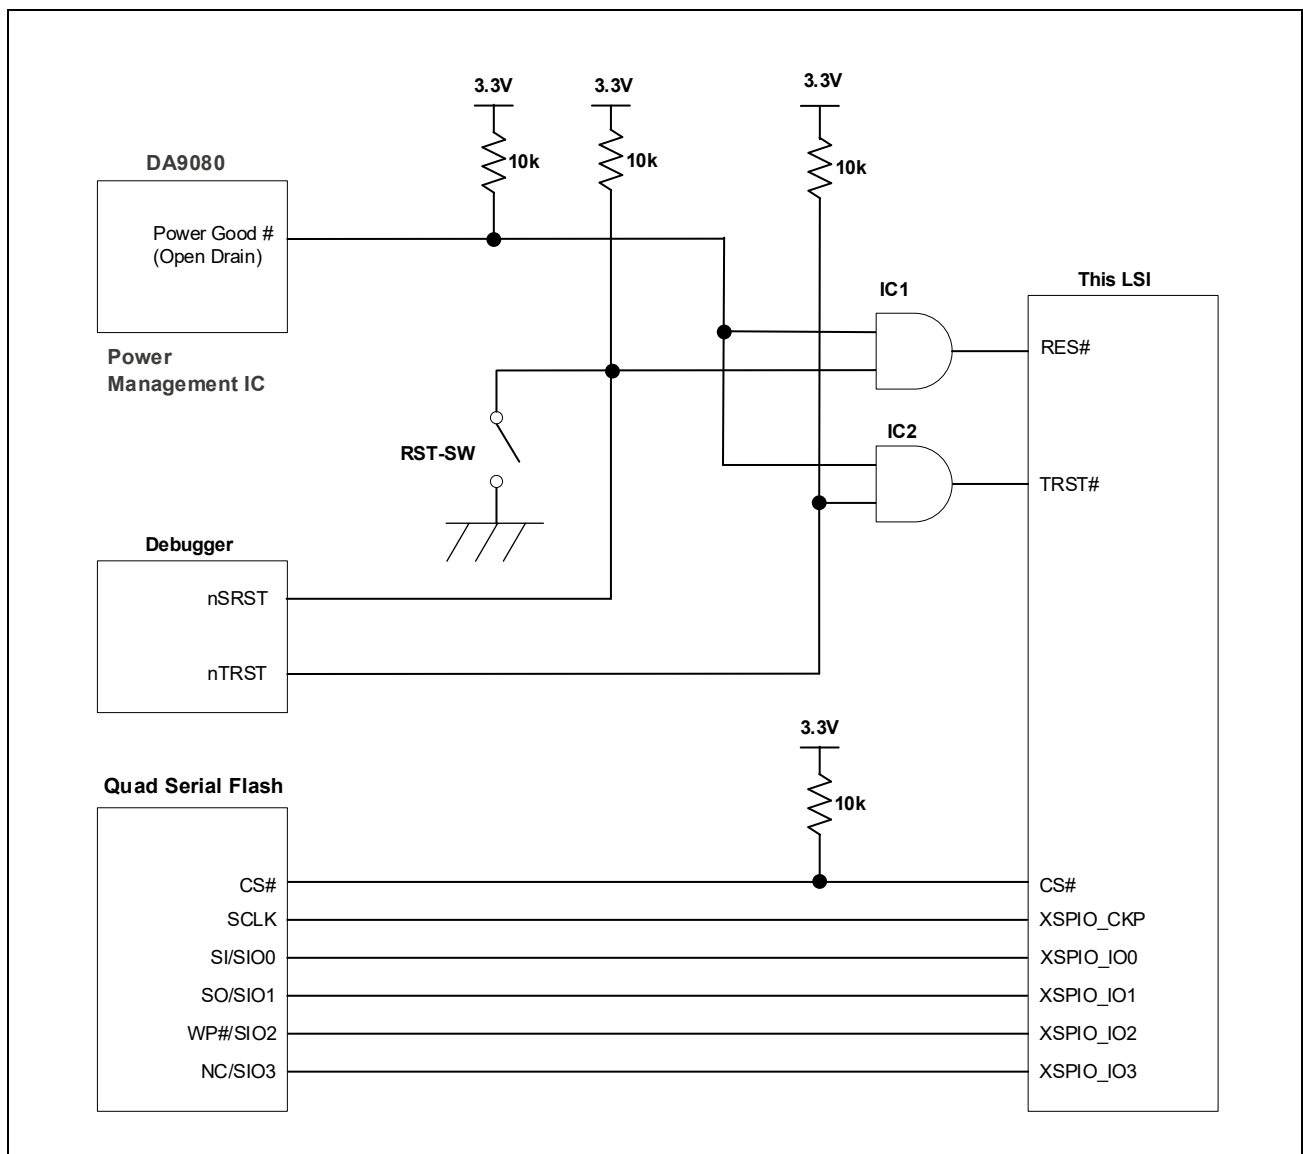 3.3V
3.3V
3.3V
10k
10k
10k
DA9080
Power Good #
(Open Drain)
Power
Management IC
IC1
This LSI
RES#
IC2
TRST#
RST-SW
Debugger
nSRST
nTRST
3.3V
10k
Quad Serial Flash
CS#
SCLK
SI/SIO0
SO/SIO1
WP#/SIO2
NC/SIO3
CS#
XSPIO_CKP
XSPIO_IO0
XSPIO_IO1
XSPIO_IO2
XSPIO_IO3